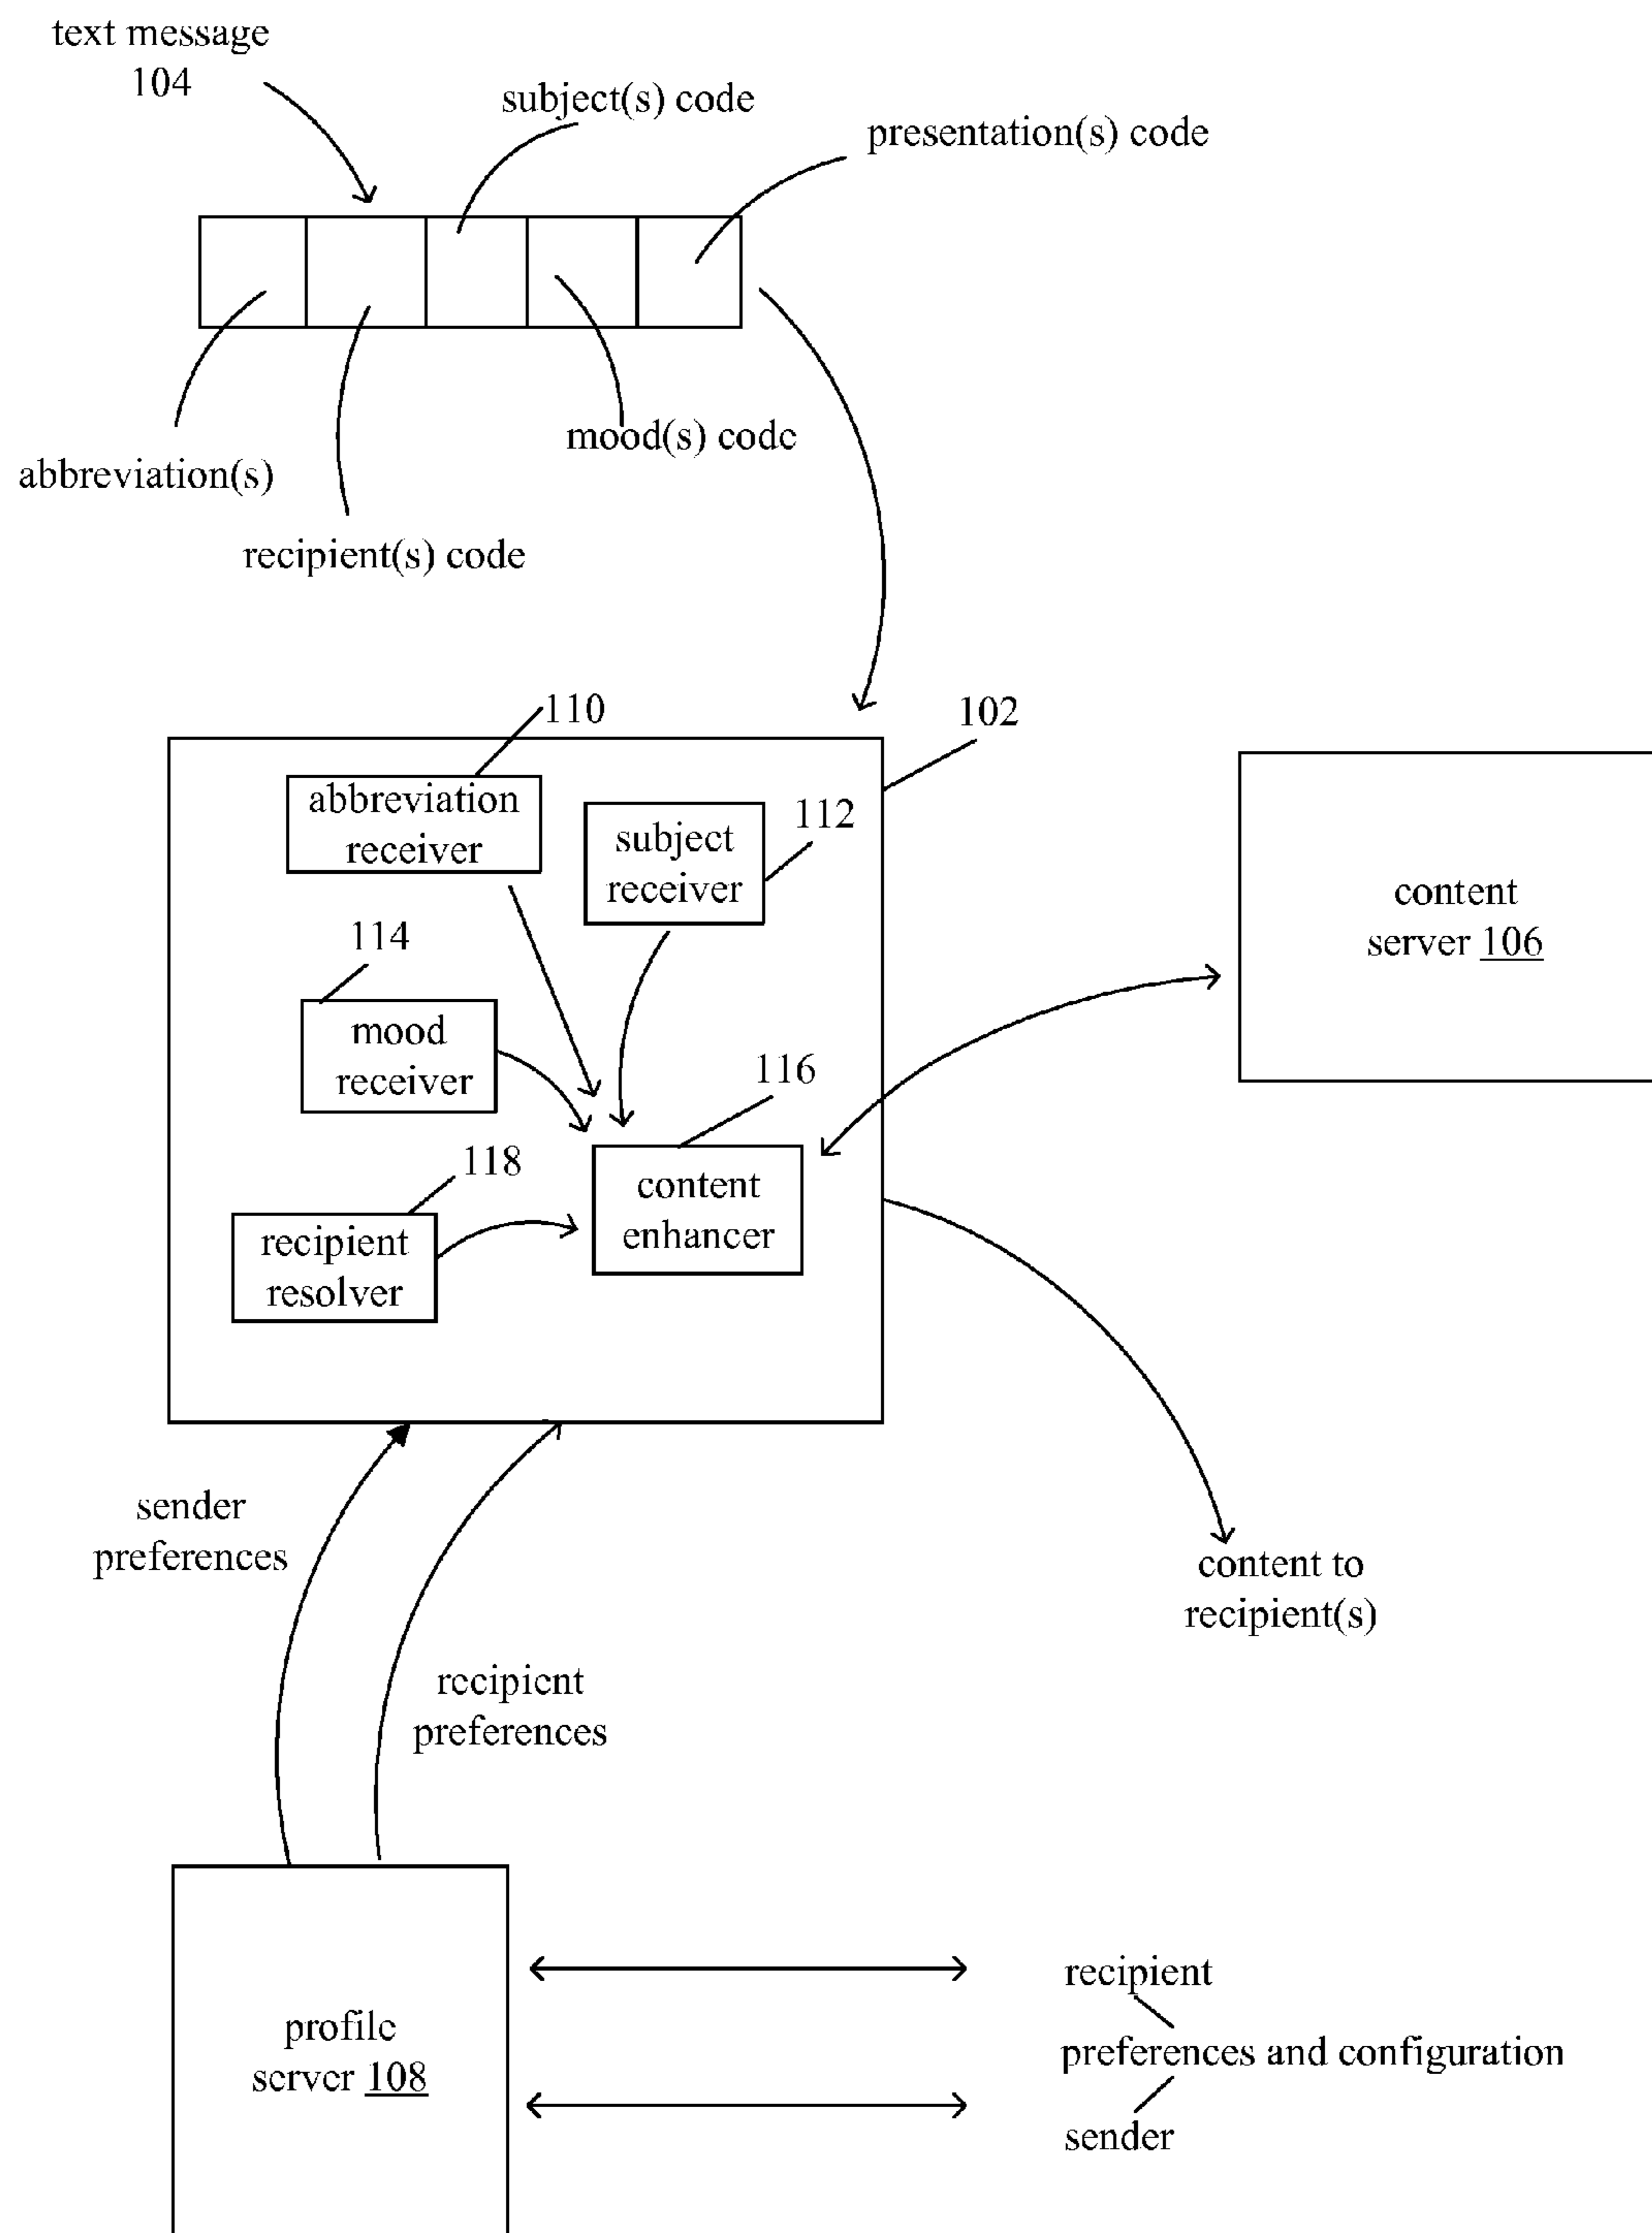 text message
104
subject(s) code
presentation(s) code
mood(s) code
abbreviation(s)
recipient(s) code
110
102
abbreviation
receiver
112
subject
receiver
content
server 106
114
mood
receiver
116
118
content
enhancer
recipient
resolver
sender
preferences
content to
recipient(s)
recipient
preferences
recipient
profile
server 108
preferences and configuration
sender